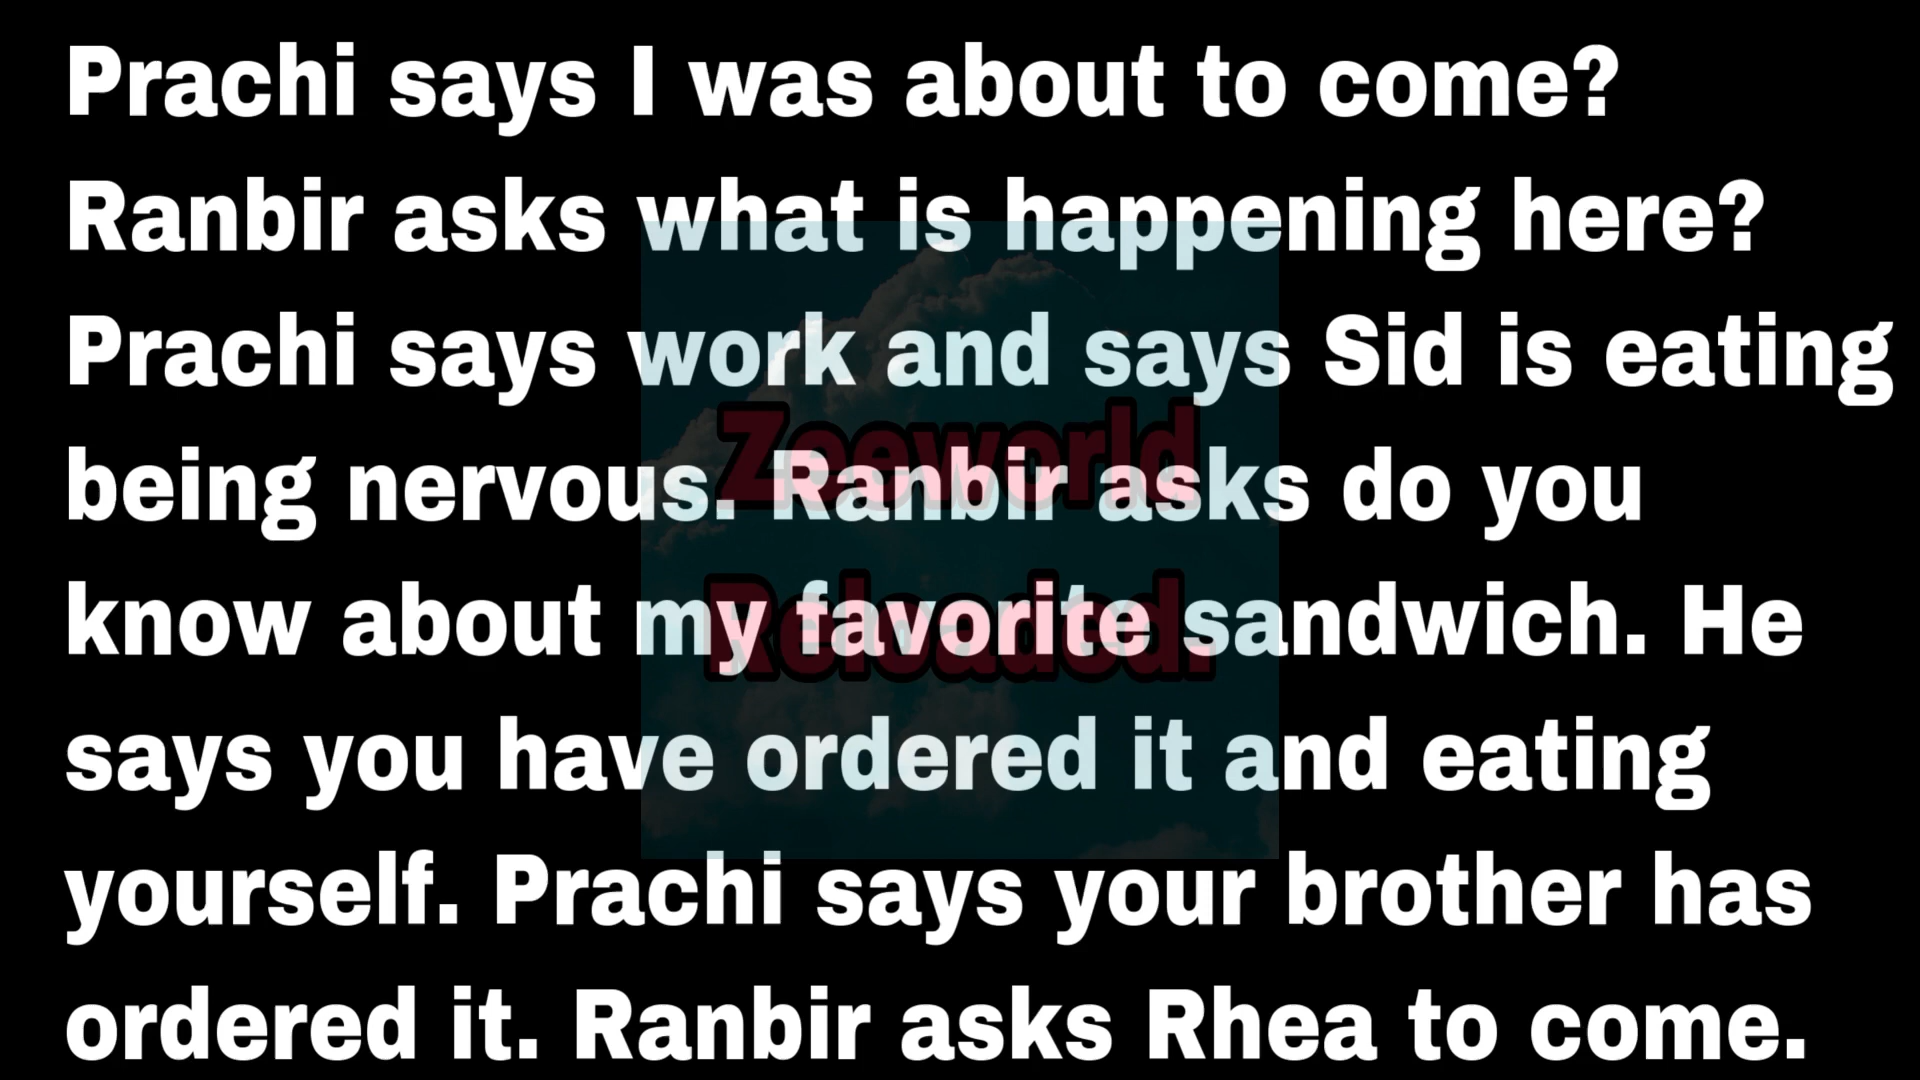 Prachi says I was about to come?
Ranbir asks what is happening here?
Prachi says work and says Sid is eating
being nervous. Ranbir asks do you
know about my favorite sandwich. He
says you have ordered it and eating
yourself. Prachi says your brother has
ordered it. Ranbir asks Rhea to come.
Zeeworld
Reloaded.